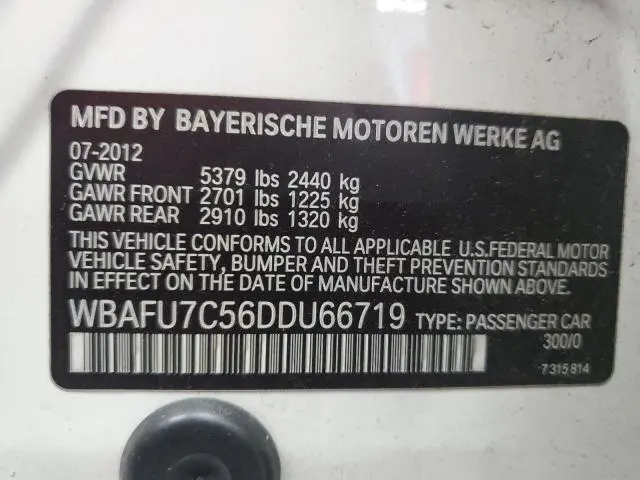 MFD BY BAYERISCHE MOTOREN WERKE AG
07-2012
GVWR 5379 lbs 2440 kg
GAWR FRONT 2701 lbs 1225 kg
GAWR REAR 2910 lbs 1320 kg
THIS VEHICLE CONFORMS TO ALL APPLICABLE U.S.FEDERAL MOTOR
VEHICLE SAFETY, BUMPER AND THEFT PREVENTION STANDARDS
IN EFFECT ON THE DATE OF MANUFACTURE SHOWN ABOVE.
WBAFU7C56DDU66719 TYPE: PASSENGER CAR
300/0
7 315 814